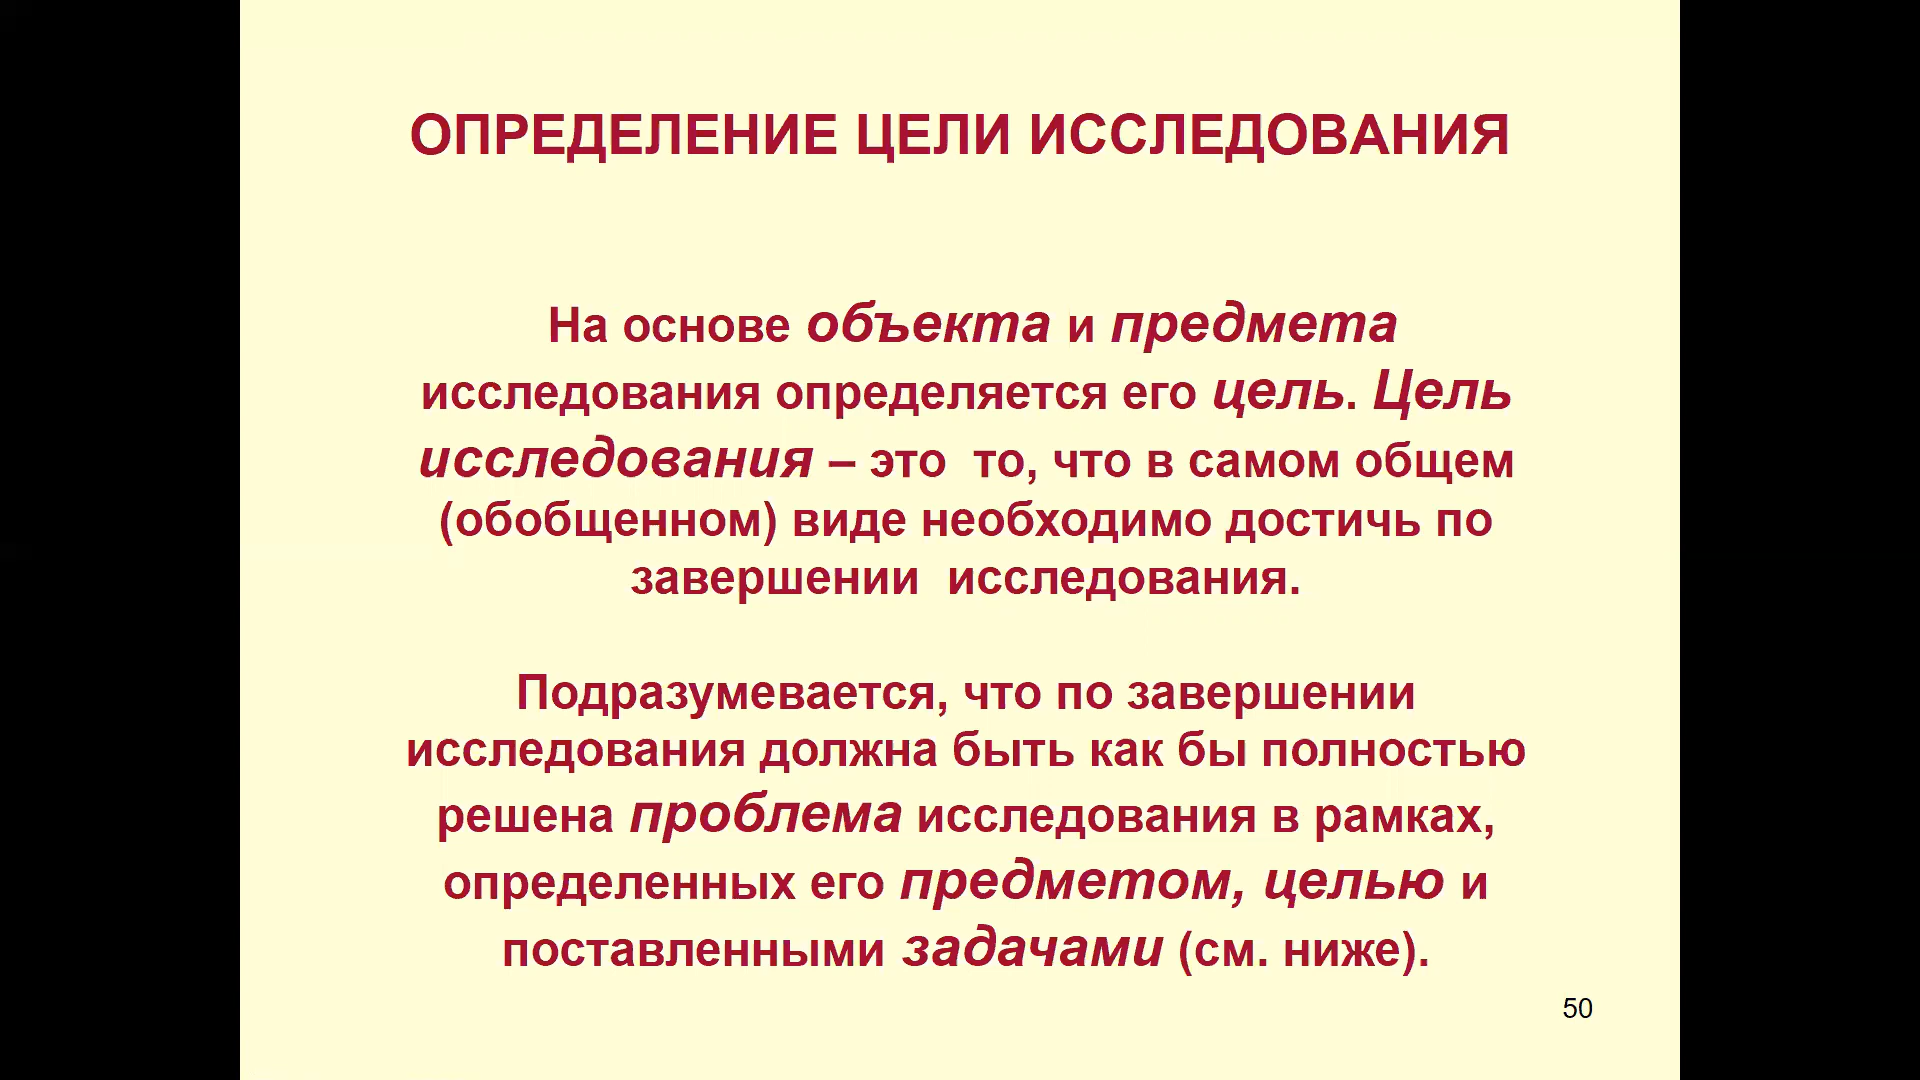 ОПРЕДЕЛЕНИЕ ЦЕЛИ ИССЛЕДОВАНИЯ
На основе объекта и предмета
исследования определяется его цель. Цель
исследования – это  то, что в самом общем
(обобщенном) виде необходимо достичь по
завершении  исследования.
Подразумевается, что по завершении
исследования должна быть как бы полностью
решена проблема исследования в рамках,
определенных его предметом, целью и
поставленными задачами (см. ниже).
50